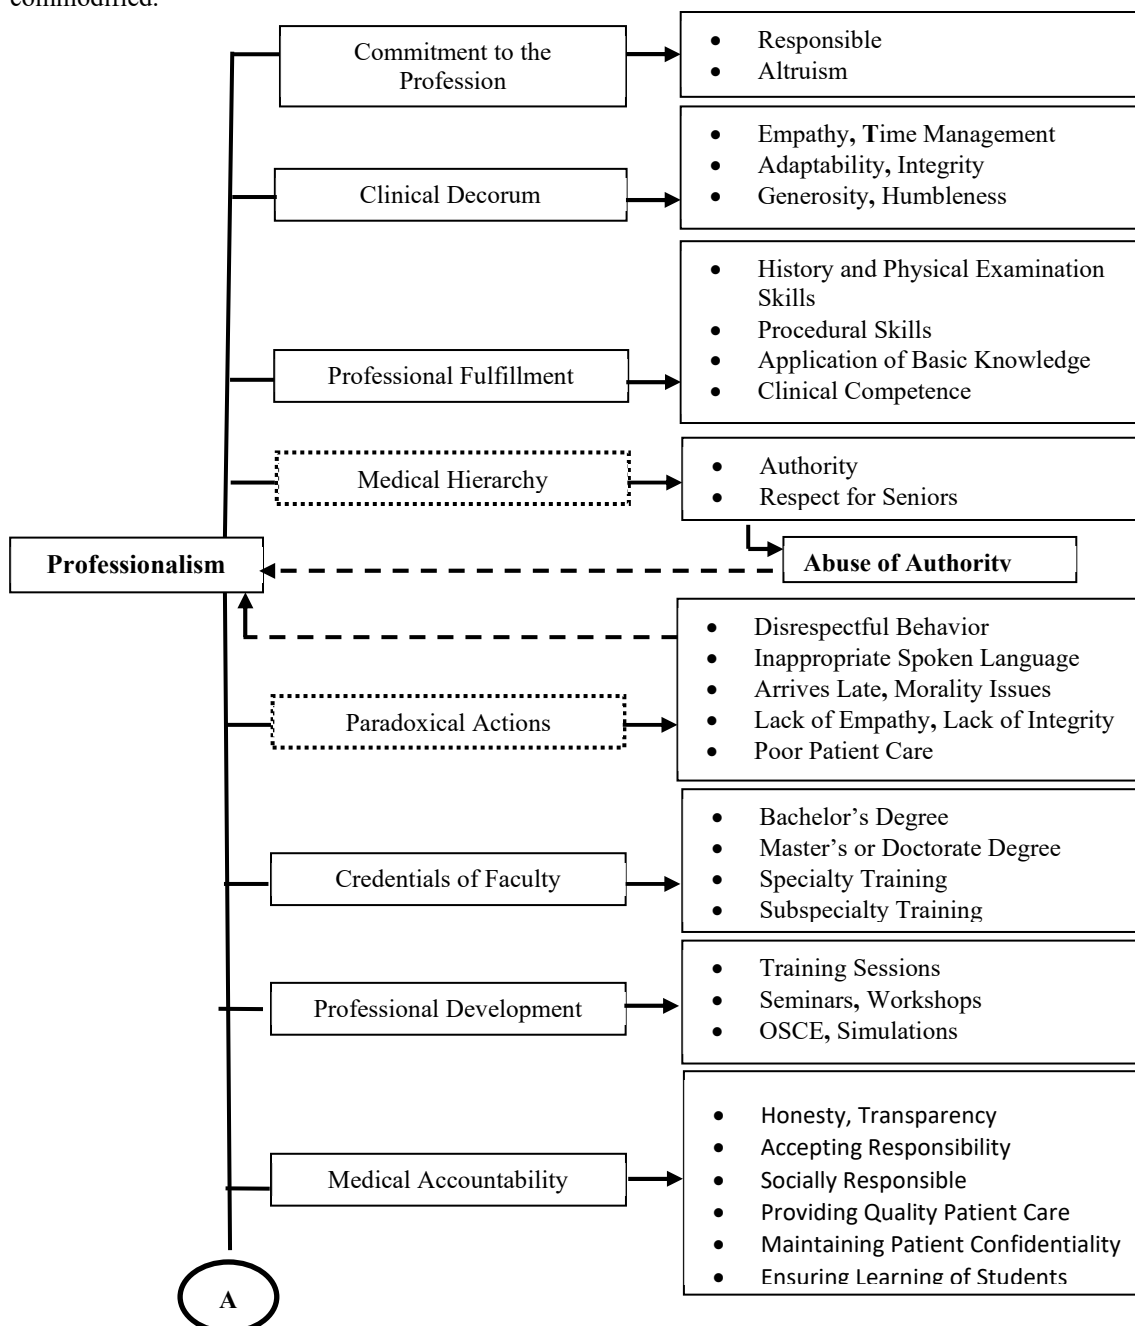 commodified.
Commitment to the
Profession
• Responsible
• Altruism
Clinical Decorum
• Empathy, Time Management
• Adaptability, Integrity
• Generosity, Humbleness
Professional Fulfillment
• History and Physical Examination
Skills
• Procedural Skills
• Application of Basic Knowledge
• Clinical Competence
Medical Hierarchy
• Authority
• Respect for Seniors
Professionalism
Abuse of Authority
Paradoxical Actions
• Disrespectful Behavior
• Inappropriate Spoken Language
• Arrives Late, Morality Issues
• Lack of Empathy, Lack of Integrity
• Poor Patient Care
Credentials of Faculty
• Bachelor’s Degree
• Master’s or Doctorate Degree
• Specialty Training
• Subspecialty Training
Professional Development
• Training Sessions
• Seminars, Workshops
• OSCE, Simulations
Medical Accountability
• Honesty, Transparency
• Accepting Responsibility
• Socially Responsible
• Providing Quality Patient Care
• Maintaining Patient Confidentiality
• Ensuring Learning of Students
A